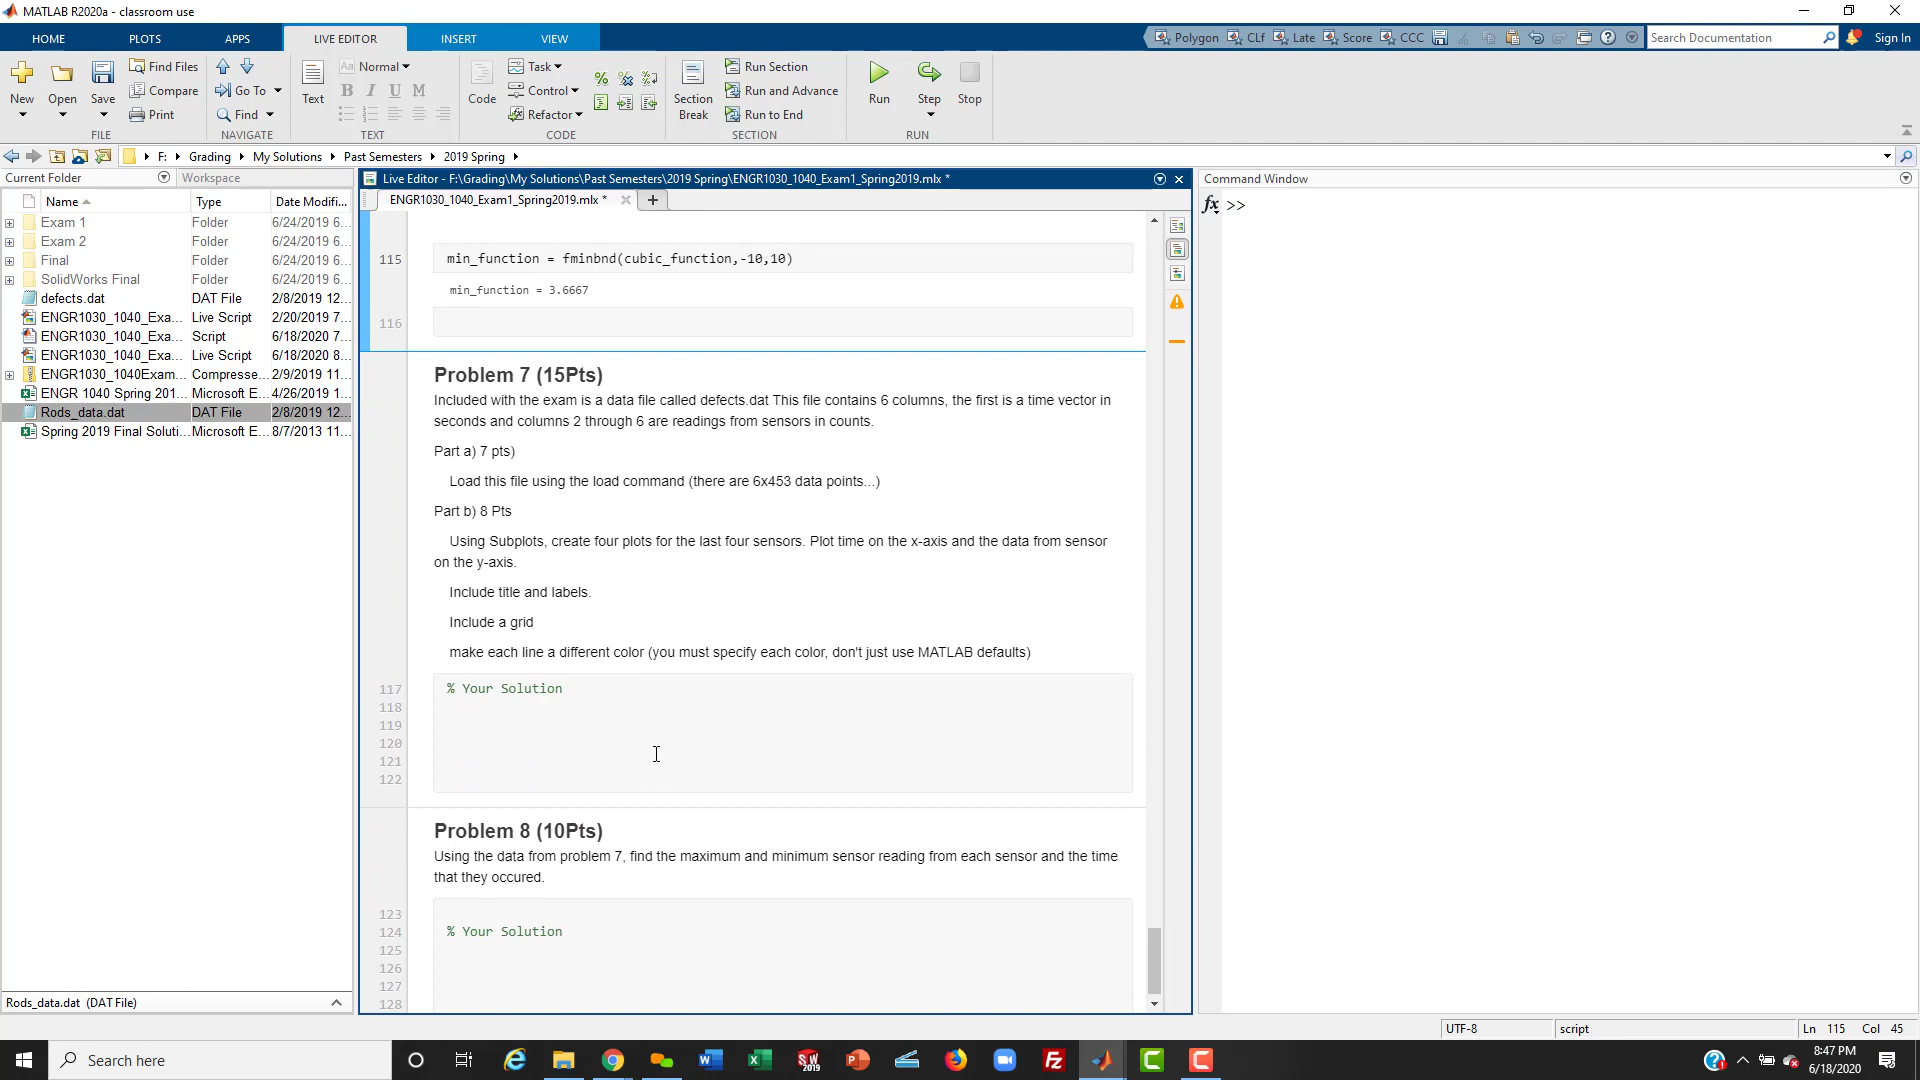 MATLAB R2020a - classroom use
HOME PLOTS APPS LIVE EDITOR INSERT VIEW
Polygon CLf Late Score CCC Search Documentation Sign In
New Open Save Find Files Compare Print
FILE
Go To Find
NAVIGATE
Text Aa Normal B I U M
TEXT
Code Task Control Refactor
CODE
Section Break Run Section Run and Advance Run to End
SECTION
Run Step Stop
RUN
F: Grading My Solutions Past Semesters 2019 Spring
Current Folder Workspace
Name Type Date Modifi...
Exam 1 Folder 6/24/2019 6...
Exam 2 Folder 6/24/2019 6...
Final Folder 6/24/2019 6...
SolidWorks Final Folder 6/24/2019 6...
defects.dat DAT File 2/8/2019 12...
ENGR1030_1040_Exa... Live Script 2/20/2019 7...
ENGR1030_1040_Exa... Script 6/18/2020 7...
ENGR1030_1040_Exa... Live Script 6/18/2020 8...
ENGR1030_1040Exam... Compresse... 2/9/2019 11...
ENGR 1040 Spring 201... Microsoft E... 4/26/2019 1...
Rods_data.dat DAT File 2/8/2019 12...
Spring 2019 Final Soluti... Microsoft E... 8/7/2013 11...
Rods_data.dat (DAT File)
Live Editor - F:\Grading\My Solutions\Past Semesters\2019 Spring\ENGR1030_1040_Exam1_Spring2019.mlx *
ENGR1030_1040_Exam1_Spring2019.mlx *
115 min_function = fminbnd(cubic_function,-10,10)
min_function = 3.6667
116
Problem 7 (15Pts)
Included with the exam is a data file called defects.dat This file contains 6 columns, the first is a time vector in
seconds and columns 2 through 6 are readings from sensors in counts.
Part a) 7 pts)
Load this file using the load command (there are 6x453 data points...)
Part b) 8 Pts
Using Subplots, create four plots for the last four sensors. Plot time on the x-axis and the data from sensor
on the y-axis.
Include title and labels.
Include a grid
make each line a different color (you must specify each color, don't just use MATLAB defaults)
117 % Your Solution
118
119
120
121
122
Problem 8 (10Pts)
Using the data from problem 7, find the maximum and minimum sensor reading from each sensor and the time
that they occured.
123
124 % Your Solution
125
126
127
128
Command Window
fx >>
UTF-8 script Ln 115 Col 45
Search here
8:47 PM
6/18/2020